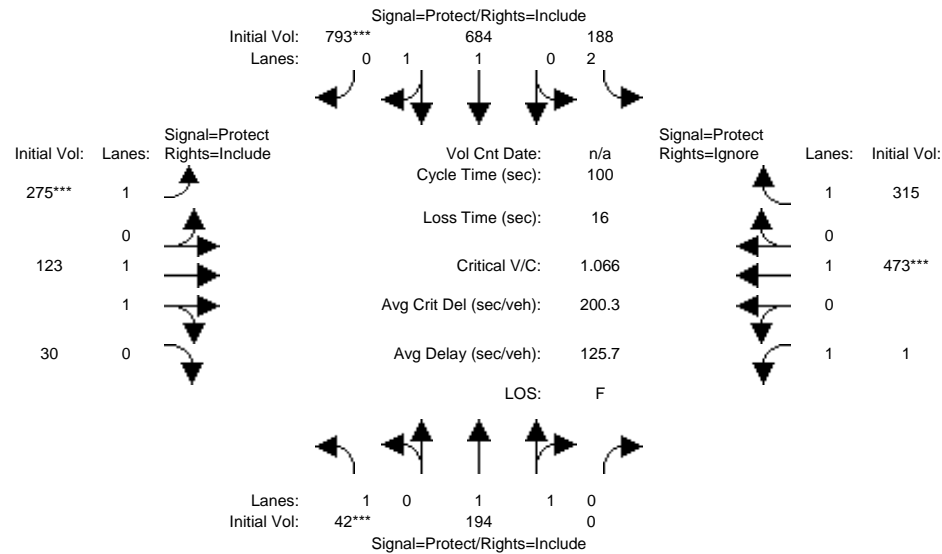 Signal=Protect/Rights=Include
Initial Vol: 793*** 684 188
Lanes: 0 1 1 0 2
Signal=Protect
Initial Vol: Lanes: Rights=Include
Vol Cnt Date: n/a
Signal=Protect
Rights=Ignore Lanes: Initial Vol:
Cycle Time (sec): 100
275*** 1
1 315
Loss Time (sec): 16
0
0
123 1
Critical V/C: 1.066
1 473***
1
Avg Crit Del (sec/veh): 200.3
0
30 0
Avg Delay (sec/veh): 125.7
1 1
LOS: F
Lanes: 1 0 1 1 0
Initial Vol: 42*** 194 0
Signal=Protect/Rights=Include